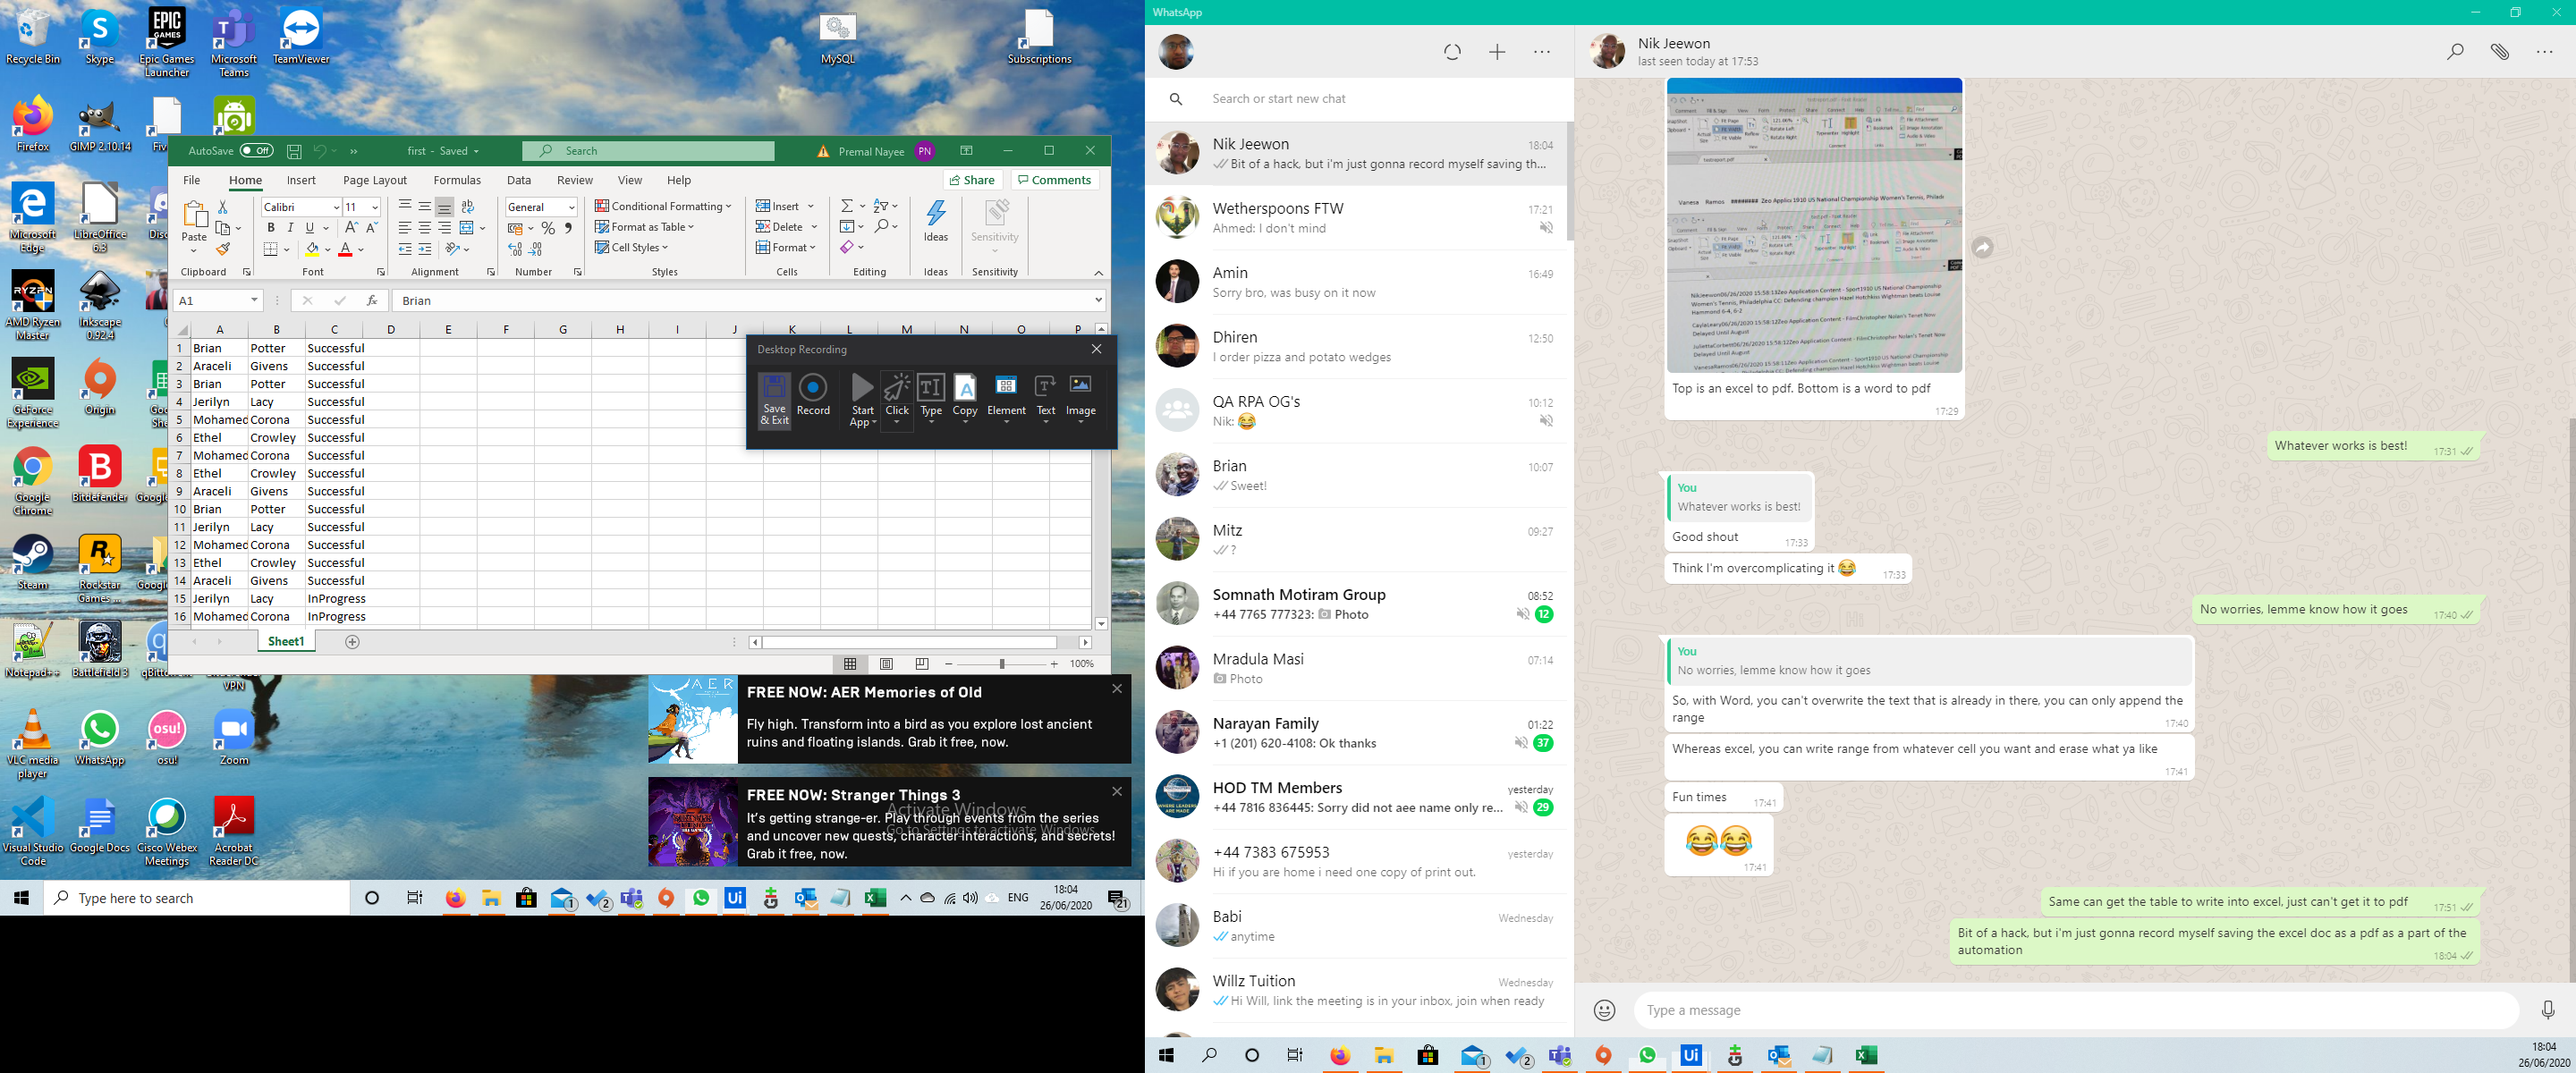 Recycle Bin
Skype
Epic Games Launcher
Microsoft Teams
TeamViewer
MySQL
Subscriptions
Firefox
GIMP 2.10.14
Microsoft Edge
LibreOffice 6.3
AMD Ryzen Master
Inkscape 0.92.4
GeForce Experience
Origin
Google Chrome
Bitdefender
Steam
Rockstar Games ...
Notepad++
Battlefield 3
VPN
VLC media player
WhatsApp
osu!
Zoom
Visual Studio Code
Google Docs
Cisco Webex Meetings
Acrobat Reader DC
AutoSave Off
first - Saved
Search
Premal Nayee PN
File Home Insert Page Layout Formulas Data Review View Help Share Comments
Paste
Calibri 11
General
Conditional Formatting
Format as Table
Cell Styles
Insert
Delete
Format
Ideas
Sensitivity
Clipboard Font Alignment Number Styles Cells Editing Ideas Sensitivity
A1 fx Brian
A B C D E F G H I J K L M N O P
1 Brian Potter Successful
2 Araceli Givens Successful
3 Brian Potter Successful
4 Jerilyn Lacy Successful
5 Mohamed Corona Successful
6 Ethel Crowley Successful
7 Mohamed Corona Successful
8 Ethel Crowley Successful
9 Araceli Givens Successful
10 Brian Potter Successful
11 Jerilyn Lacy Successful
12 Mohamed Corona Successful
13 Ethel Crowley Successful
14 Araceli Givens Successful
15 Jerilyn Lacy InProgress
16 Mohamed Corona InProgress
Sheet1
100%
Desktop Recording
Save & Exit Record Start App Click Type Copy Element Text Image
FREE NOW: AER Memories of Old
Fly high. Transform into a bird as you explore lost ancient
ruins and floating islands. Grab it free, now.
FREE NOW: Stranger Things 3
It's getting strange-er. Play through events from the series
and uncover new quests, character interactions, and secrets!
Grab it free, now.
Activate Windows
Go to Settings to activate Windows.
Type here to search
ENG
18:04
26/06/2020
21
WhatsApp
Search or start new chat
Nik Jeewon 18:04
Bit of a hack, but i'm just gonna record myself saving th...
Wetherspoons FTW 17:21
Ahmed: I don't mind
Amin 16:49
Sorry bro, was busy on it now
Dhiren 12:50
I order pizza and potato wedges
QA RPA OG's 10:12
Nik: 😂
Brian 10:07
Sweet!
Mitz 09:27
?
Somnath Motiram Group 08:52
+44 7765 777323: Photo 12
Mradula Masi 07:14
Photo
Narayan Family 01:22
+1 (201) 620-4108: Ok thanks 37
HOD TM Members yesterday
+44 7816 836445: Sorry did not aee name only re... 29
+44 7383 675953 yesterday
Hi if you are home i need one copy of print out.
Babi Wednesday
anytime
Willz Tuition Wednesday
Hi Will, link the meeting is in your inbox, join when ready
Nik Jeewon
last seen today at 17:53
Top is an excel to pdf. Bottom is a word to pdf
17:29
Whatever works is best! 17:31
You
Whatever works is best!
Good shout 17:33
Think I'm overcomplicating it 😂 17:33
No worries, lemme know how it goes 17:40
You
No worries, lemme know how it goes
So, with Word, you can't overwrite the text that is already in there, you can only append the
range 17:40
Whereas excel, you can write range from whatever cell you want and erase what ya like
17:41
Fun times 17:41
😂😂
17:41
Same can get the table to write into excel, just can't get it to pdf 17:51
Bit of a hack, but i'm just gonna record myself saving the excel doc as a pdf as a part of the
automation 18:04
Type a message
18:04
26/06/2020